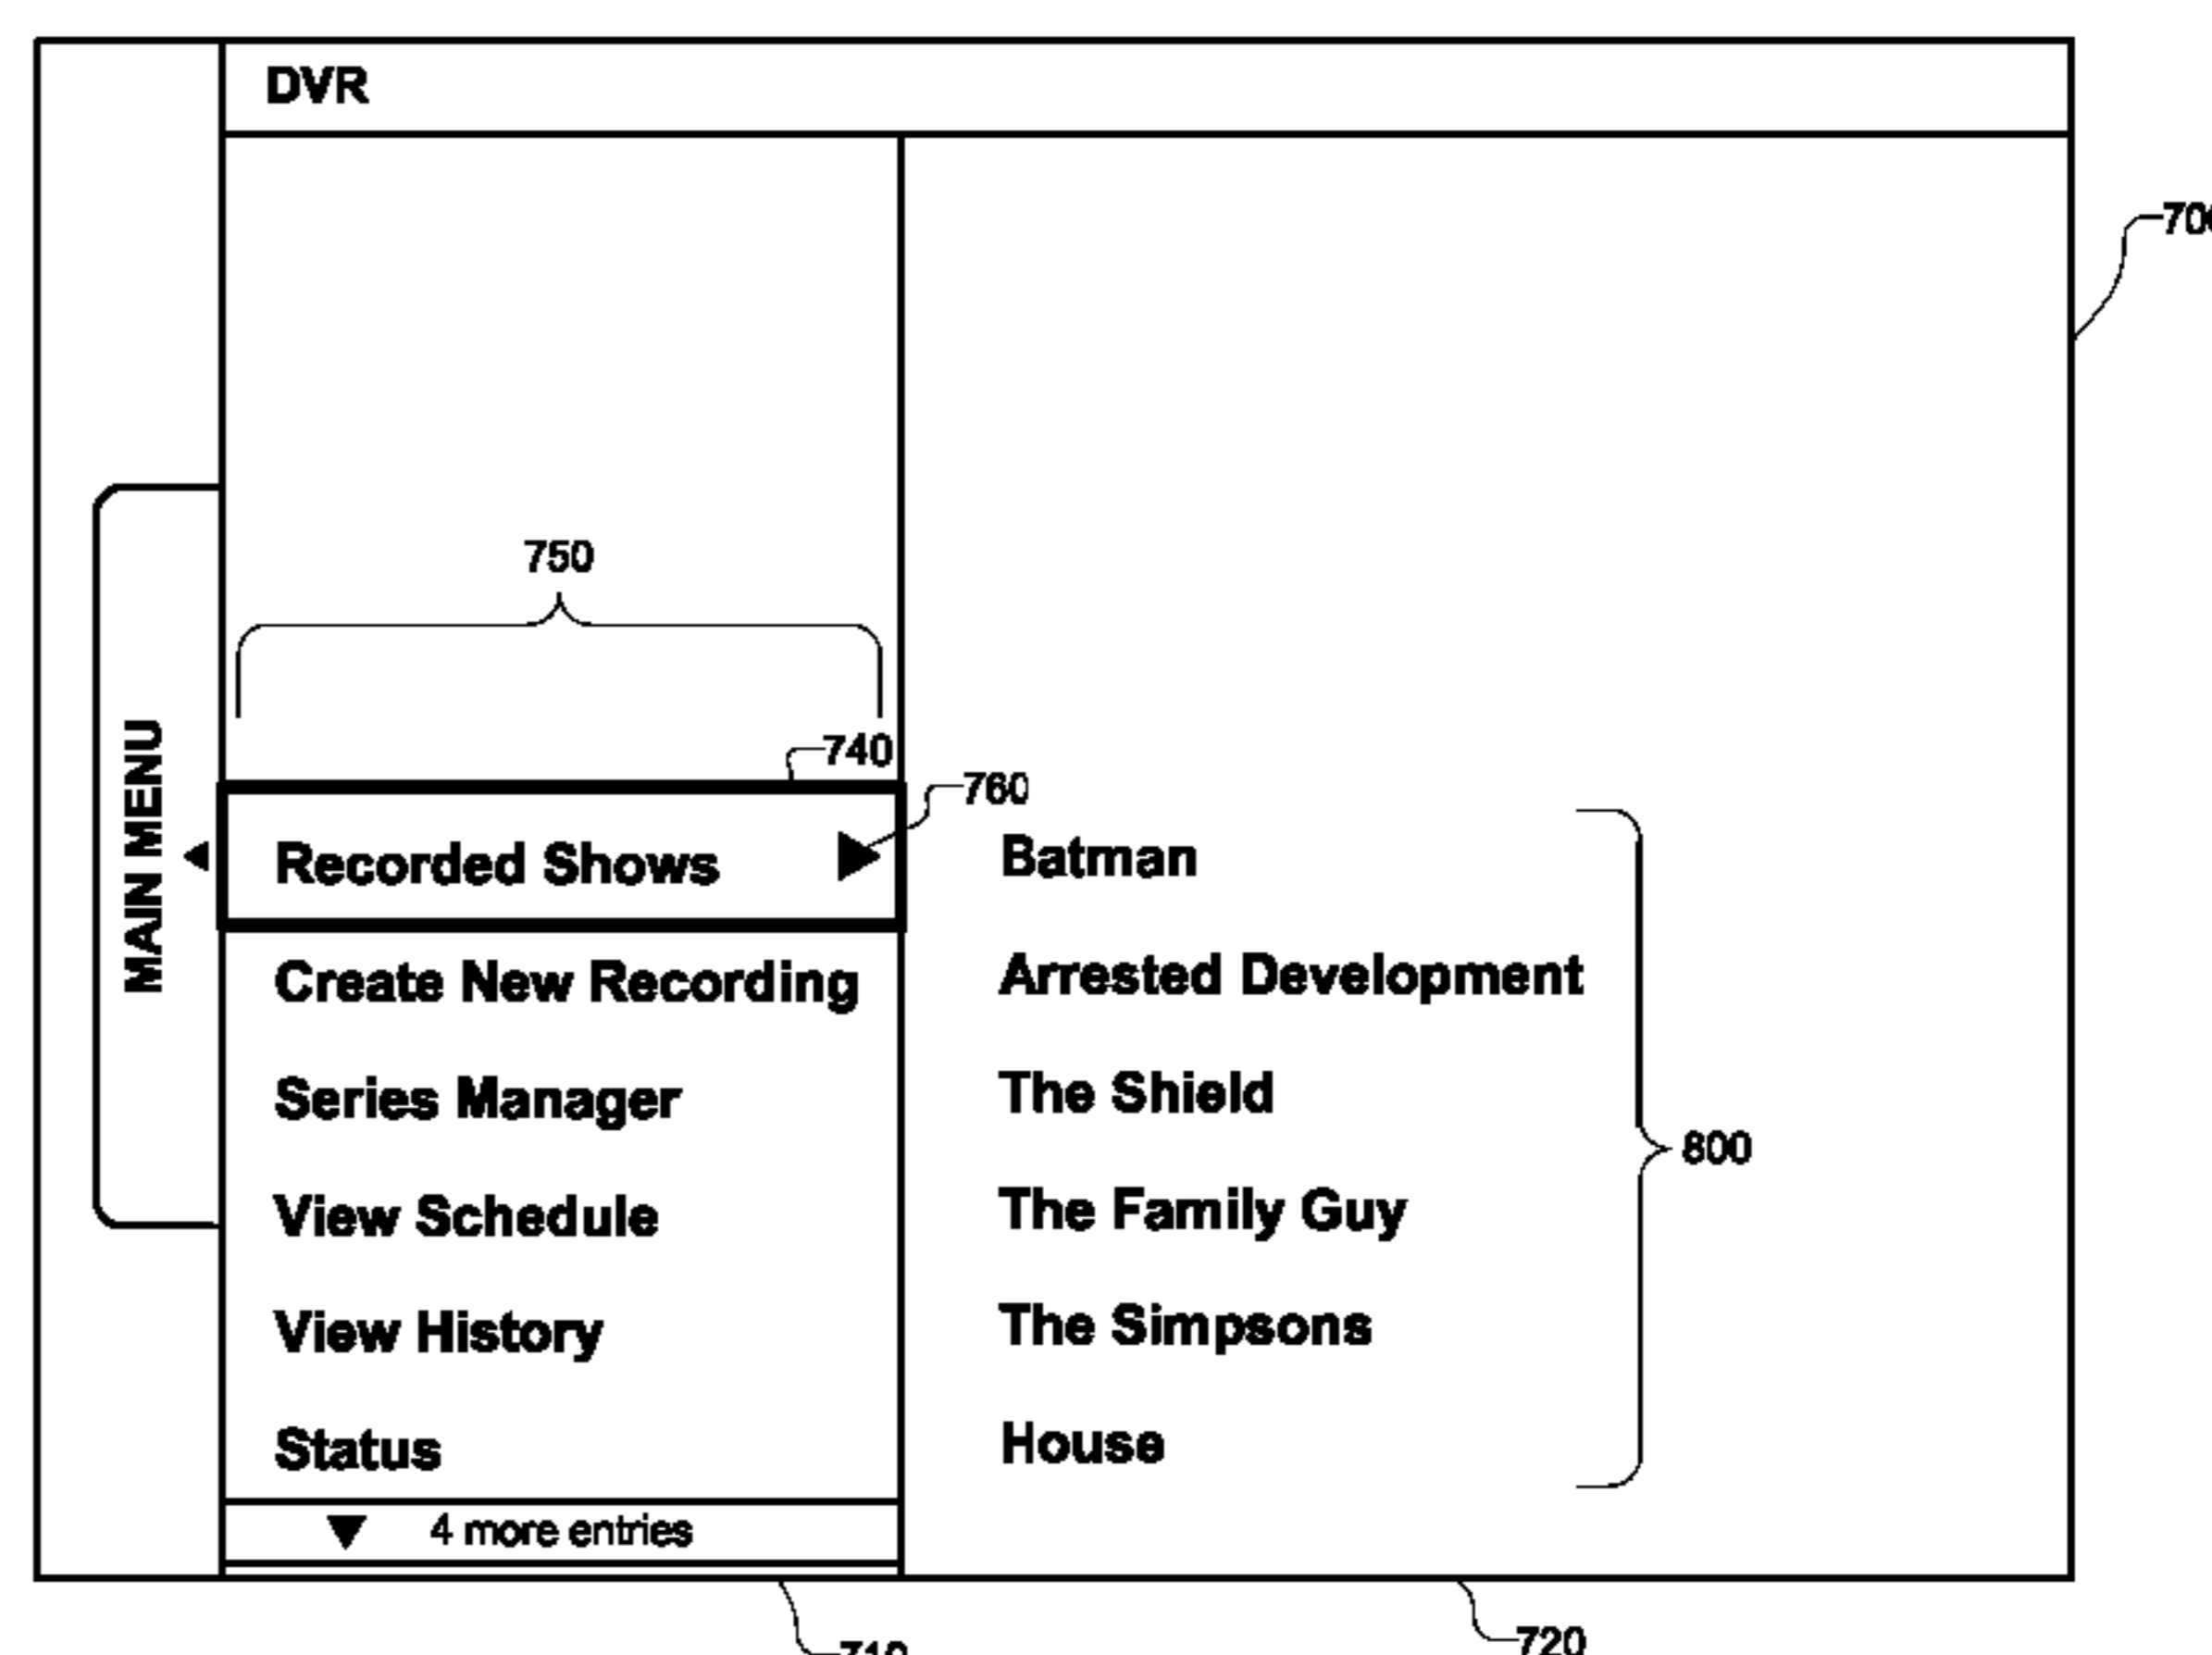 DVR
700
750
740
760
MAIN MENU
Recorded Shows
Create New Recording
Series Manager
View Schedule
View History
Status
4 more entries
Batman
Arrested Development
The Shield
The Family Guy
The Simpsons
House
800
710
720